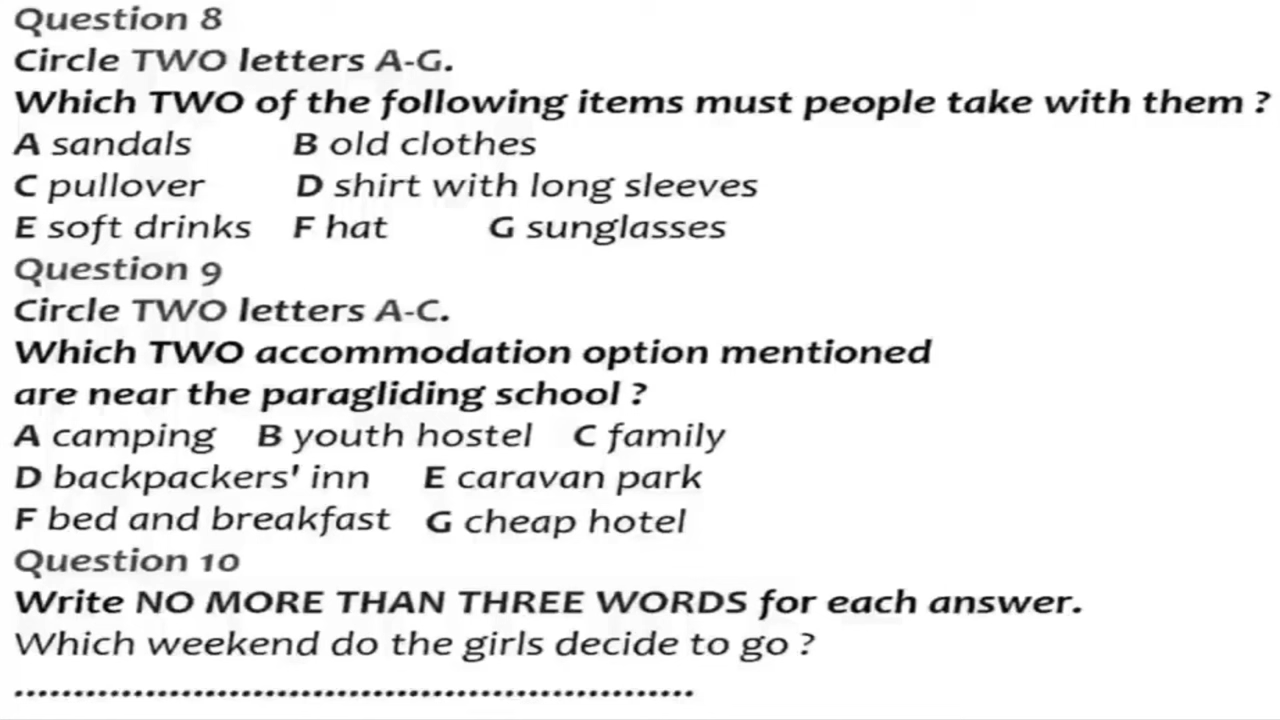 Question 8
Circle TWO letters A-G.
Which TWO of the following items must people take with them ?
A sandals B old clothes
C pullover D shirt with long sleeves
E soft drinks F hat G sunglasses
Question 9
Circle TWO letters A-C.
Which TWO accommodation option mentioned
are near the paragliding school ?
A camping B youth hostel C family
D backpackers' inn E caravan park
F bed and breakfast G cheap hotel
Question 10
Write NO MORE THAN THREE WORDS for each answer.
Which weekend do the girls decide to go ?
.........................................................